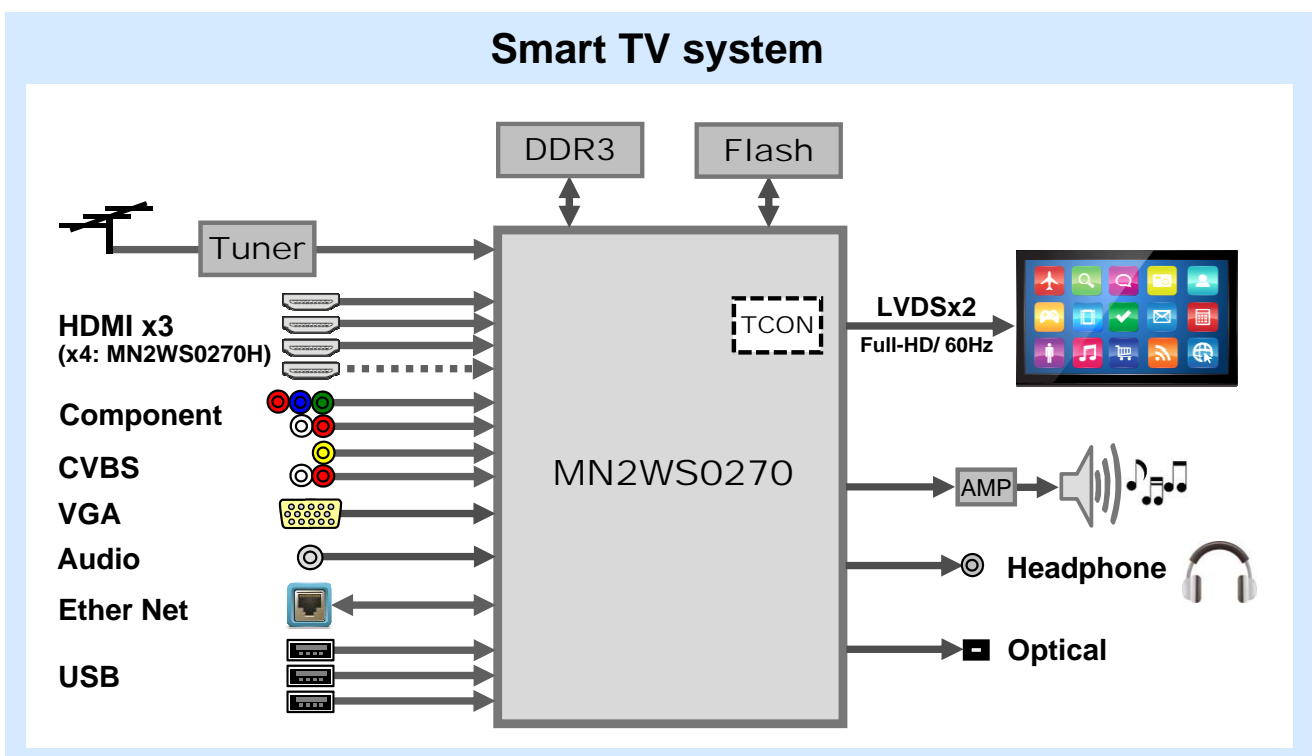 Smart TV system
DDR3
Flash
Tuner
HDMI x3
(x4: MN2WS0270H)
TCON
LVDSx2
Full-HD/ 60Hz
Component
CVBS
MN2WS0270
VGA
AMP
Audio
Headphone
Ether Net
Optical
USB